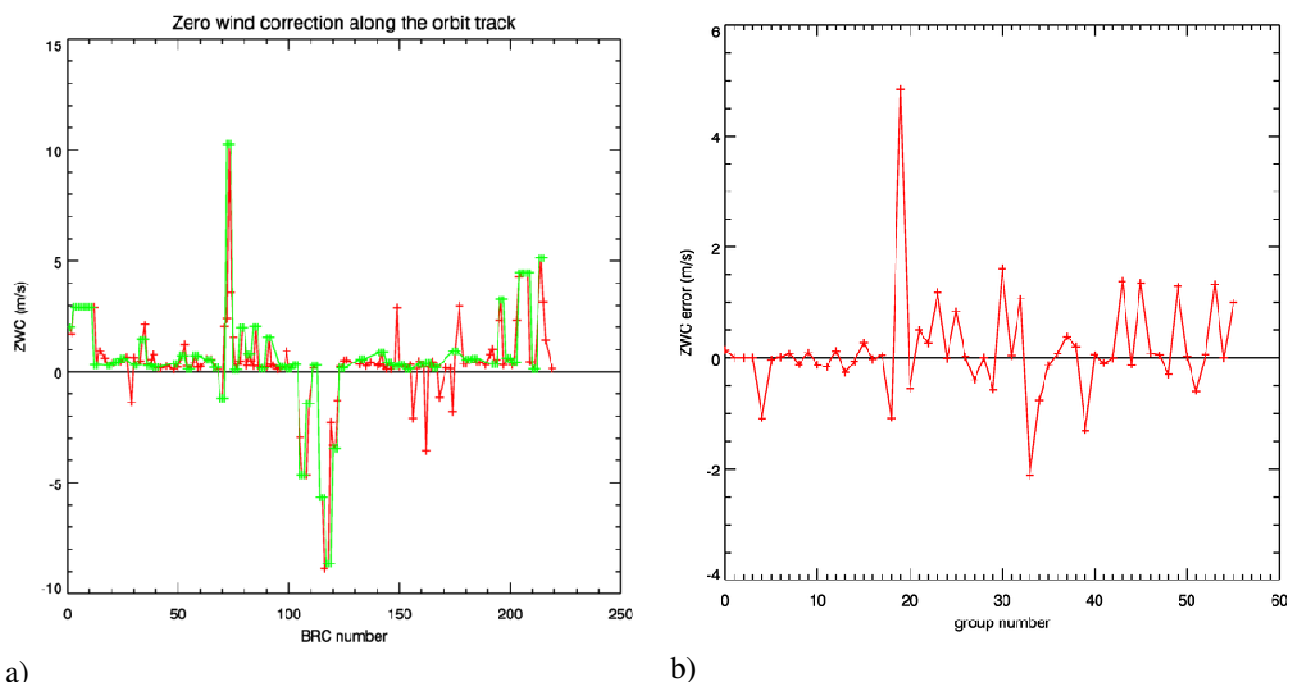 Zero wind correction along the orbit track
15
10
5
0
-5
-10
ZWC (m/s)
0 50 100 150 200 250
BRC number
a)
6
4
2
0
-2
-4
ZWC error (m/s)
0 10 20 30 40 50 60
group number
b)